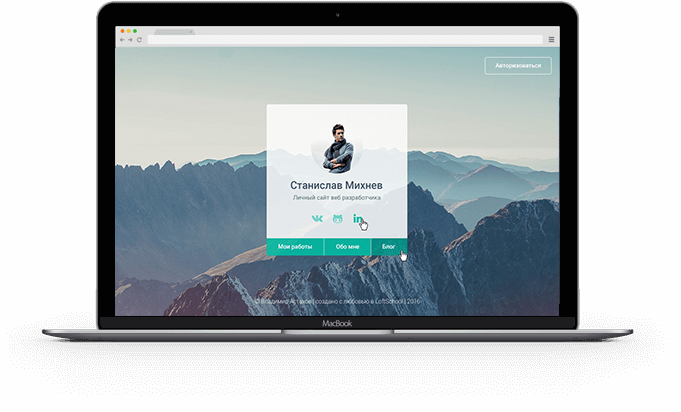 Авторизоваться
Станислав Михнев
Личный сайт веб разработчика
in
Мои работы Обо мне Блог
© Владимир Астахов | создано с любовью в LoftSchool | 2016
MacBook